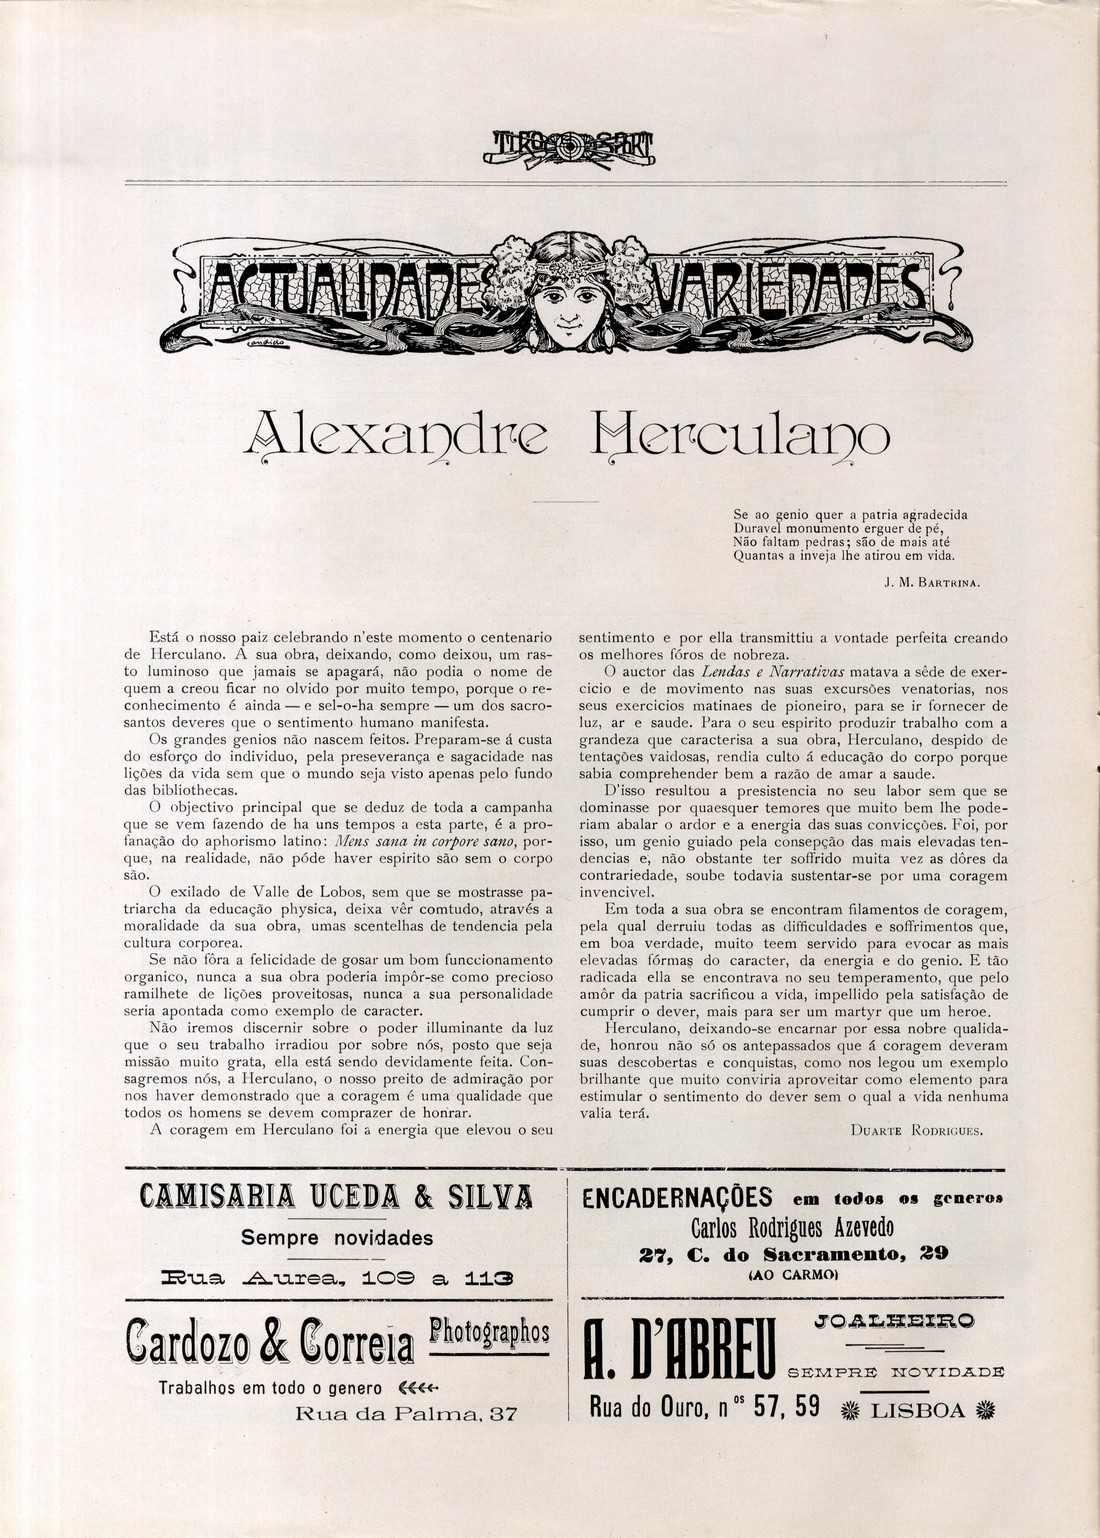 TIRO E SPORT
ACTUALIDADES VARIEDADES
candido
Alexandre Herculano
Se ao genio quer a patria agradecida
Duravel monumento erguer de pé,
Não faltam pedras; são de mais até
Quantas a inveja lhe atirou em vida.
J. M. BARTRINA.
Está o nosso paiz celebrando n'este momento o centenario
de Herculano. A sua obra, deixando, como deixou, um ras-
to luminoso que jamais se apagará, não podia o nome de
quem a creou ficar no olvido por muito tempo, porque o re-
conhecimento é ainda — e sel-o-ha sempre — um dos sacro-
santos deveres que o sentimento humano manifesta.
Os grandes genios não nascem feitos. Preparam-se á custa
do esforço do individuo, pela preseverança e sagacidade nas
lições da vida sem que o mundo seja visto apenas pelo fundo
das bibliothecas.
O objectivo principal que se deduz de toda a campanha
que se vem fazendo de ha uns tempos a esta parte, é a pro-
fanação do aphorismo latino: Mens sana in corpore sano, por-
que, na realidade, não póde haver espirito são sem o corpo
são.
O exilado de Valle de Lobos, sem que se mostrasse pa-
triarcha da educação physica, deixa vêr comtudo, através a
moralidade da sua obra, umas scentelhas de tendencia pela
cultura corporea.
Se não fôra a felicidade de gosar um bom funccionamento
organico, nunca a sua obra poderia impôr-se como precioso
ramilhete de lições proveitosas, nunca a sua personalidade
seria apontada como exemplo de caracter.
Não iremos discernir sobre o poder illuminante da luz
que o seu trabalho irradiou por sobre nós, posto que seja
missão muito grata, ella está sendo devidamente feita. Con-
sagremos nós, a Herculano, o nosso preito de admiração por
nos haver demonstrado que a coragem é uma qualidade que
todos os homens se devem comprazer de honrar.
A coragem em Herculano foi a energia que elevou o seu
sentimento e por ella transmittiu a vontade perfeita creando
os melhores fóros de nobreza.
O auctor das Lendas e Narrativas matava a sêde de exer-
cicio e de movimento nas suas excursões venatorias, nos
seus exercicios matinaes de pioneiro, para se ir fornecer de
luz, ar e saude. Para o seu espirito produzir trabalho com a
grandeza que caracterisa a sua obra, Herculano, despido de
tentações vaidosas, rendia culto á educação do corpo porque
sabia comprehender bem a razão de amar a saude.
D'isso resultou a presistencia no seu labor sem que se
dominasse por quaesquer temores que muito bem lhe pode-
riam abalar o ardor e a energia das suas convicções. Foi, por
isso, um genio guiado pela consepção das mais elevadas ten-
dencias e, não obstante ter soffrido muita vez as dôres da
contrariedade, soube todavia sustentar-se por uma coragem
invencivel.
Em toda a sua obra se encontram filamentos de coragem,
pela qual derruiu todas as difficuldades e soffrimentos que,
em boa verdade, muito teem servido para evocar as mais
elevadas fórmas do caracter, da energia e do genio. E tão
radicada ella se encontrava no seu temperamento, que pelo
amôr da patria sacrificou a vida, impellido pela satisfação de
cumprir o dever, mais para ser um martyr que um heroe.
Herculano, deixando-se encarnar por essa nobre qualida-
de, honrou não só os antepassados que á coragem deveram
suas descobertas e conquistas, como nos legou um exemplo
brilhante que muito conviria aproveitar como elemento para
estimular o sentimento do dever sem o qual a vida nenhuma
valia terá.
DUARTE RODRIGUES.
CAMISARIA UCEDA & SILVA
Sempre novidades
Rua Aurea, 109 a 113
ENCADERNAÇÕES em todos os generos
Carlos Rodrigues Azevedo
27, C. do Sacramento, 29
(AO CARMO)
Cardozo & Correia Photographos
Trabalhos em todo o genero
Rua da Palma, 37
A. D'ABREU
JOALHEIRO
SEMPRE NOVIDADE
Rua do Ouro, nos 57, 59
LISBOA